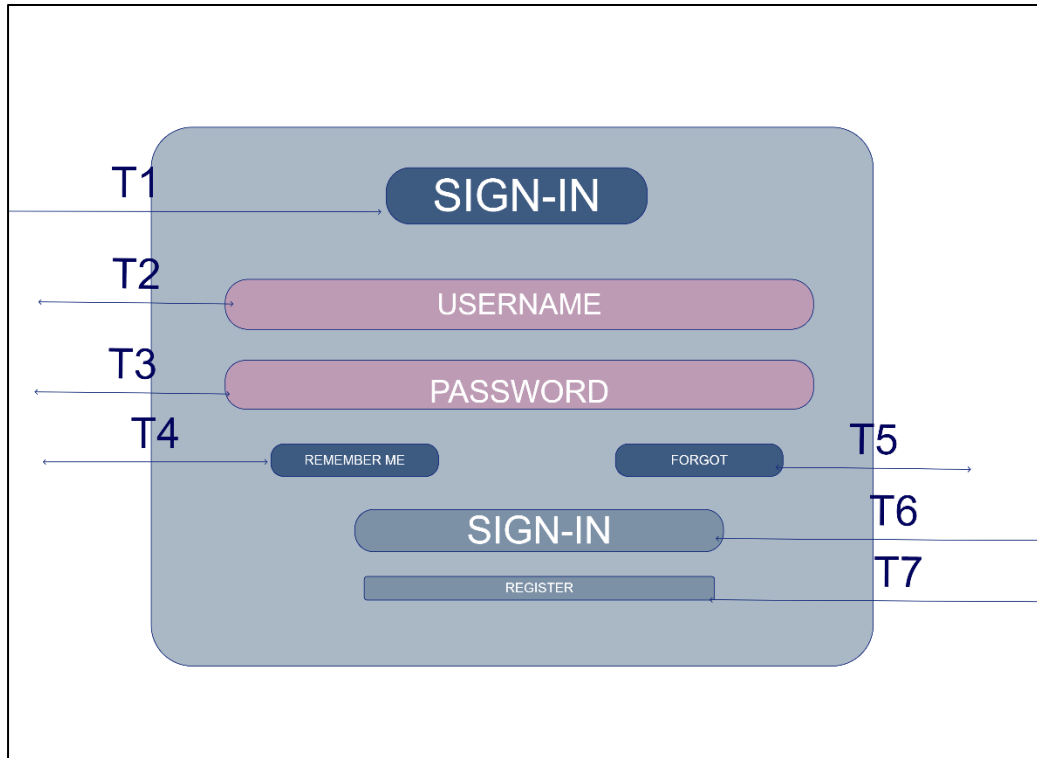 T1
SIGN-IN
T2
USERNAME
T3
PASSWORD
T4
REMEMBER ME
FORGOT
T5
SIGN-IN
T6
REGISTER
T7